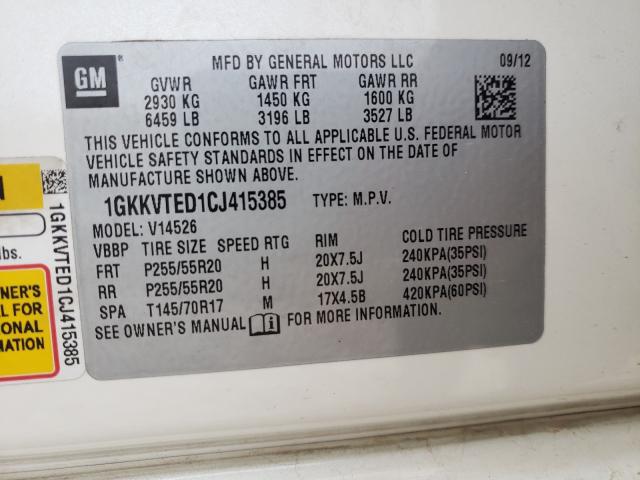 GM
MFD BY GENERAL MOTORS LLC 09/12
GVWR GAWR FRT GAWR RR
2930 KG 1450 KG 1600 KG
6459 LB 3196 LB 3527 LB
THIS VEHICLE CONFORMS TO ALL APPLICABLE U.S. FEDERAL MOTOR
VEHICLE SAFETY STANDARDS IN EFFECT ON THE DATE OF
MANUFACTURE SHOWN ABOVE.
1GKKVTED1CJ415385 TYPE: M.P.V.
MODEL: V14526
VBBP TIRE SIZE SPEED RTG RIM COLD TIRE PRESSURE
FRT P255/55R20 H 20X7.5J 240KPA(35PSI)
RR P255/55R20 H 20X7.5J 240KPA(35PSI)
SPA T145/70R17 M 17X4.5B 420KPA(60PSI)
SEE OWNER'S MANUAL FOR MORE INFORMATION.
N
lbs.
WNER'S
L FOR
IONAL
MATION
1GKKVTED1CJ415385